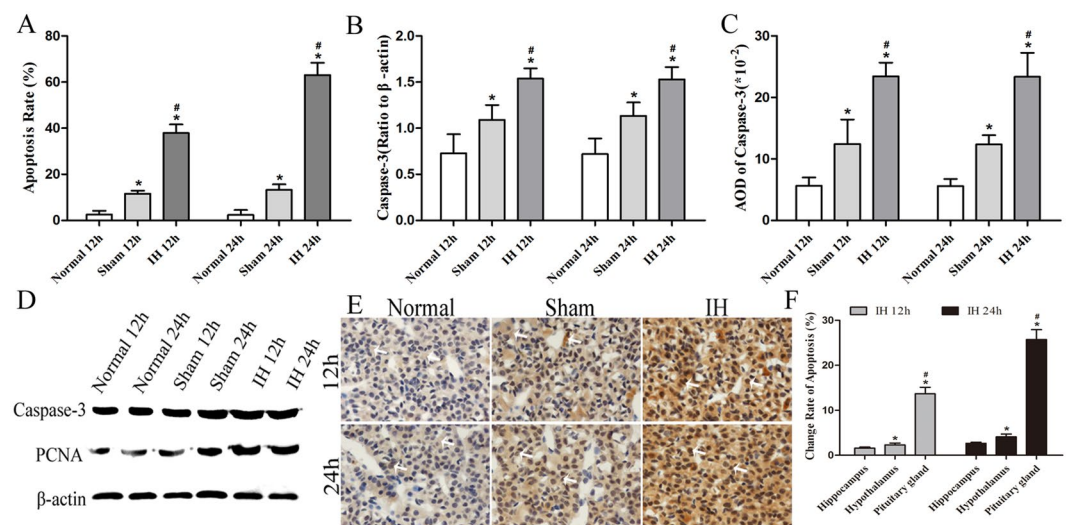 A
Apoptosis Rate (%)
80
60
40
20
0
#
*
*
#
*
*
Normal 12h
Sham 12h
IH 12h
Normal 24h
Sham 24h
IH 24h
B
Caspase-3(Ratio to β -actin)
2.0
1.5
1.0
0.5
0.0
*
#
*
*
#
*
Normal 12h
Sham 12h
IH 12h
Normal 24h
Sham 24h
IH 24h
C
AOD of Caspase-3(*10-2)
30
20
10
0
*
#
*
*
#
*
Normal 12h
Sham 12h
IH 12h
Normal 24h
Sham 24h
IH 24h
D
Normal 12h
Normal 24h
Sham 12h
Sham 24h
IH 12h
IH 24h
Caspase-3
PCNA
β-actin
E
Normal
Sham
IH
12h
24h
F
IH 12h
IH 24h
Change Rate of Apoptosis (%)
30
20
10
0
*
#
*
*
#
*
Hippocampus
Hypothalamus
Pituitary gland
Hippocampus
Hypothalamus
Pituitary gland